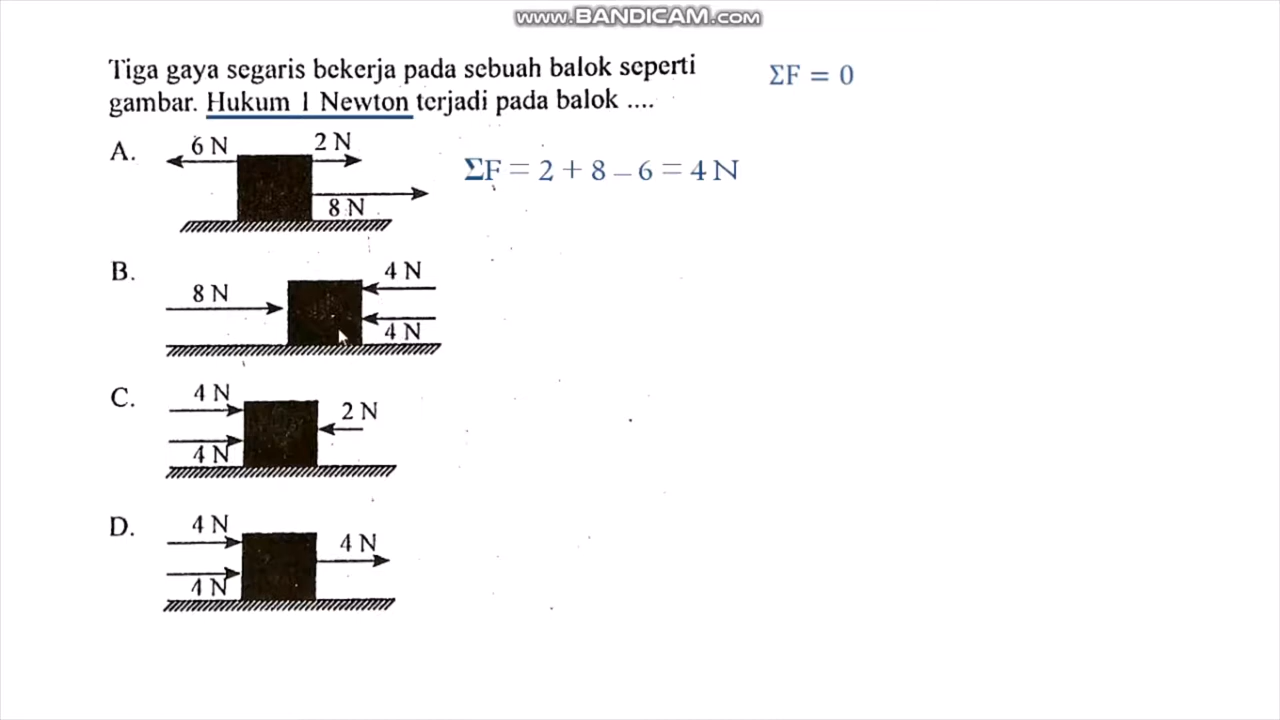 www.BANDICAM.com
Tiga gaya segaris bekerja pada sebuah balok seperti
ΣF = 0
gambar. Hukum 1 Newton terjadi pada balok ....
A.
6 N
2 N
ΣF = 2 + 8 – 6 = 4 N
8 N
B.
8 N
4 N
4 N
C.
4 N
2 N
4 N
D.
4 N
4 N
4 N